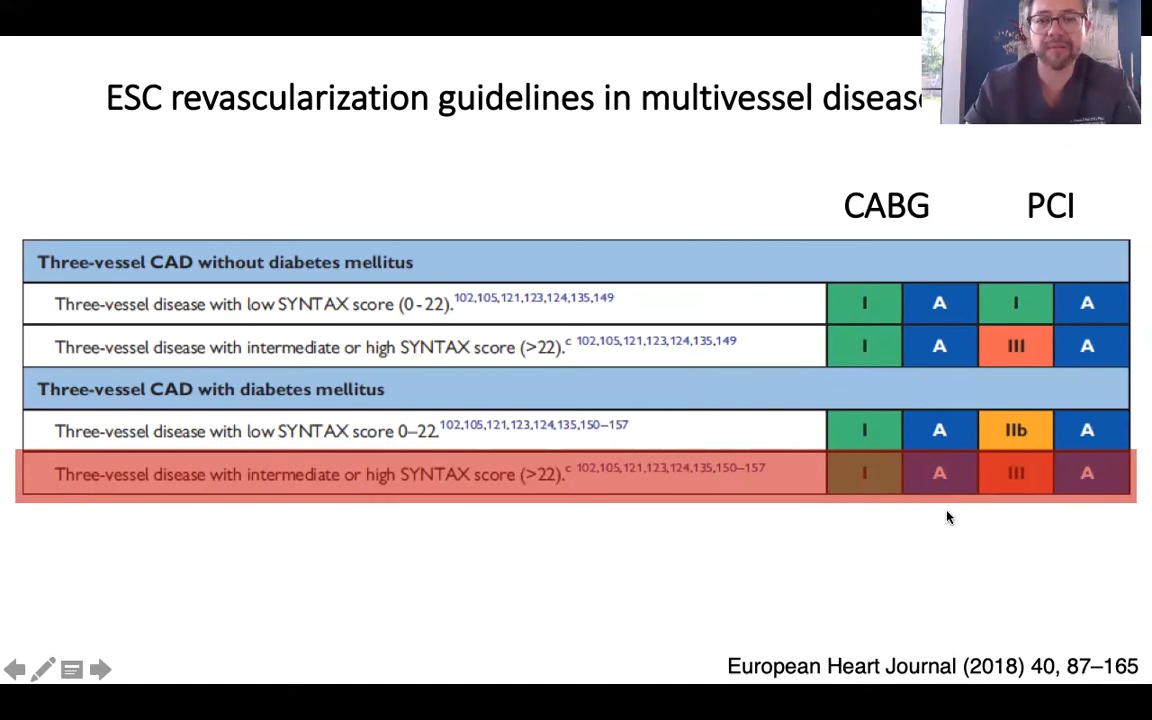 ESC revascularization guidelines in multivessel diseas
CABG PCI
Three-vessel CAD without diabetes mellitus
Three-vessel disease with low SYNTAX score (0-22).102,105,121,123,124,135,149 I A I A
Three-vessel disease with intermediate or high SYNTAX score (>22).c 102,105,121,123,124,135,149 I A III A
Three-vessel CAD with diabetes mellitus
Three-vessel disease with low SYNTAX score 0–22.102,105,121,123,124,135,150–157 I A IIb A
Three-vessel disease with intermediate or high SYNTAX score (>22).c 102,105,121,123,124,135,150–157 I A III A
European Heart Journal (2018) 40, 87–165